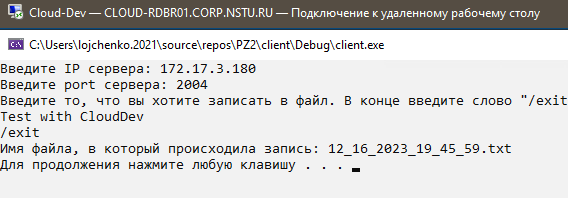 Cloud-Dev — CLOUD-RDBR01.CORP.NSTU.RU — Подключение к удаленному рабочему столу
C:\Users\lojchenko.2021\source\repos\PZ2\client\Debug\client.exe
Введите IP сервера: 172.17.3.180
Введите port сервера: 2004
Введите то, что вы хотите записать в файл. В конце введите слово "/exit
Test with CloudDev
/exit
Имя файла, в который происходила запись: 12_16_2023_19_45_59.txt
Для продолжения нажмите любую клавишу . . .